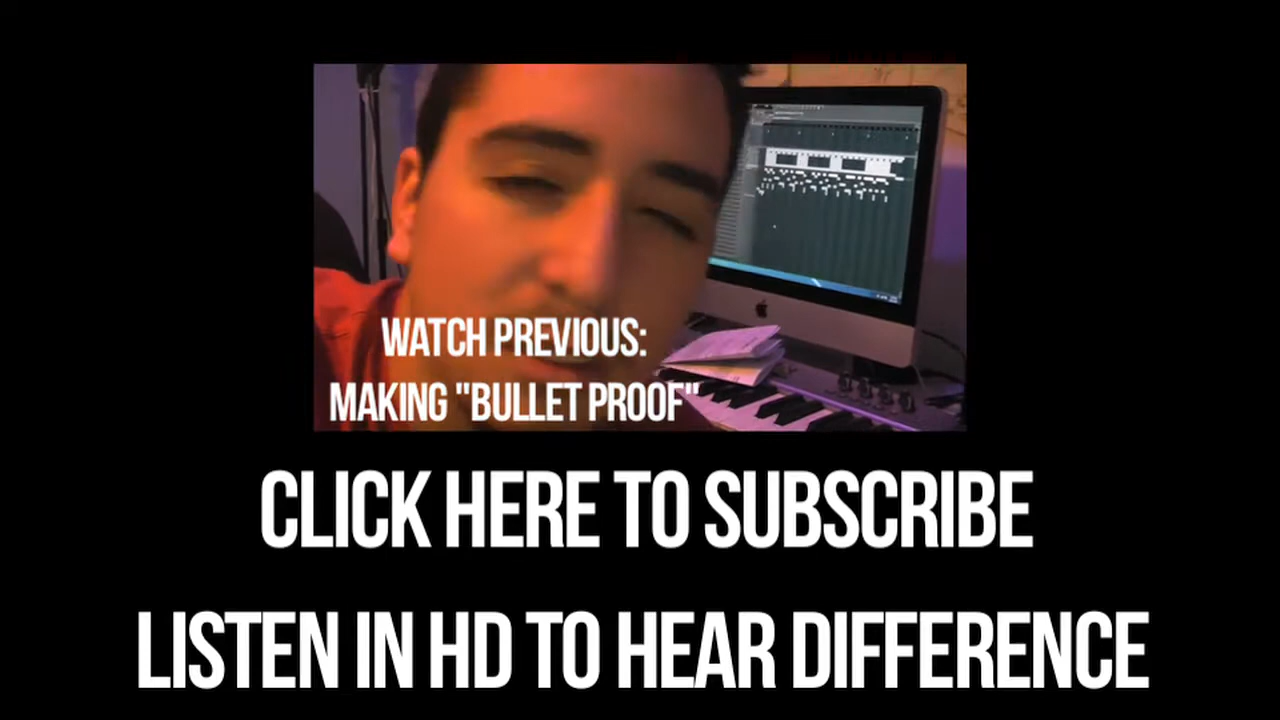 WATCH PREVIOUS:
MAKING "BULLET PROOF"
CLICK HERE TO SUBSCRIBE
LISTEN IN HD TO HEAR DIFFERENCE